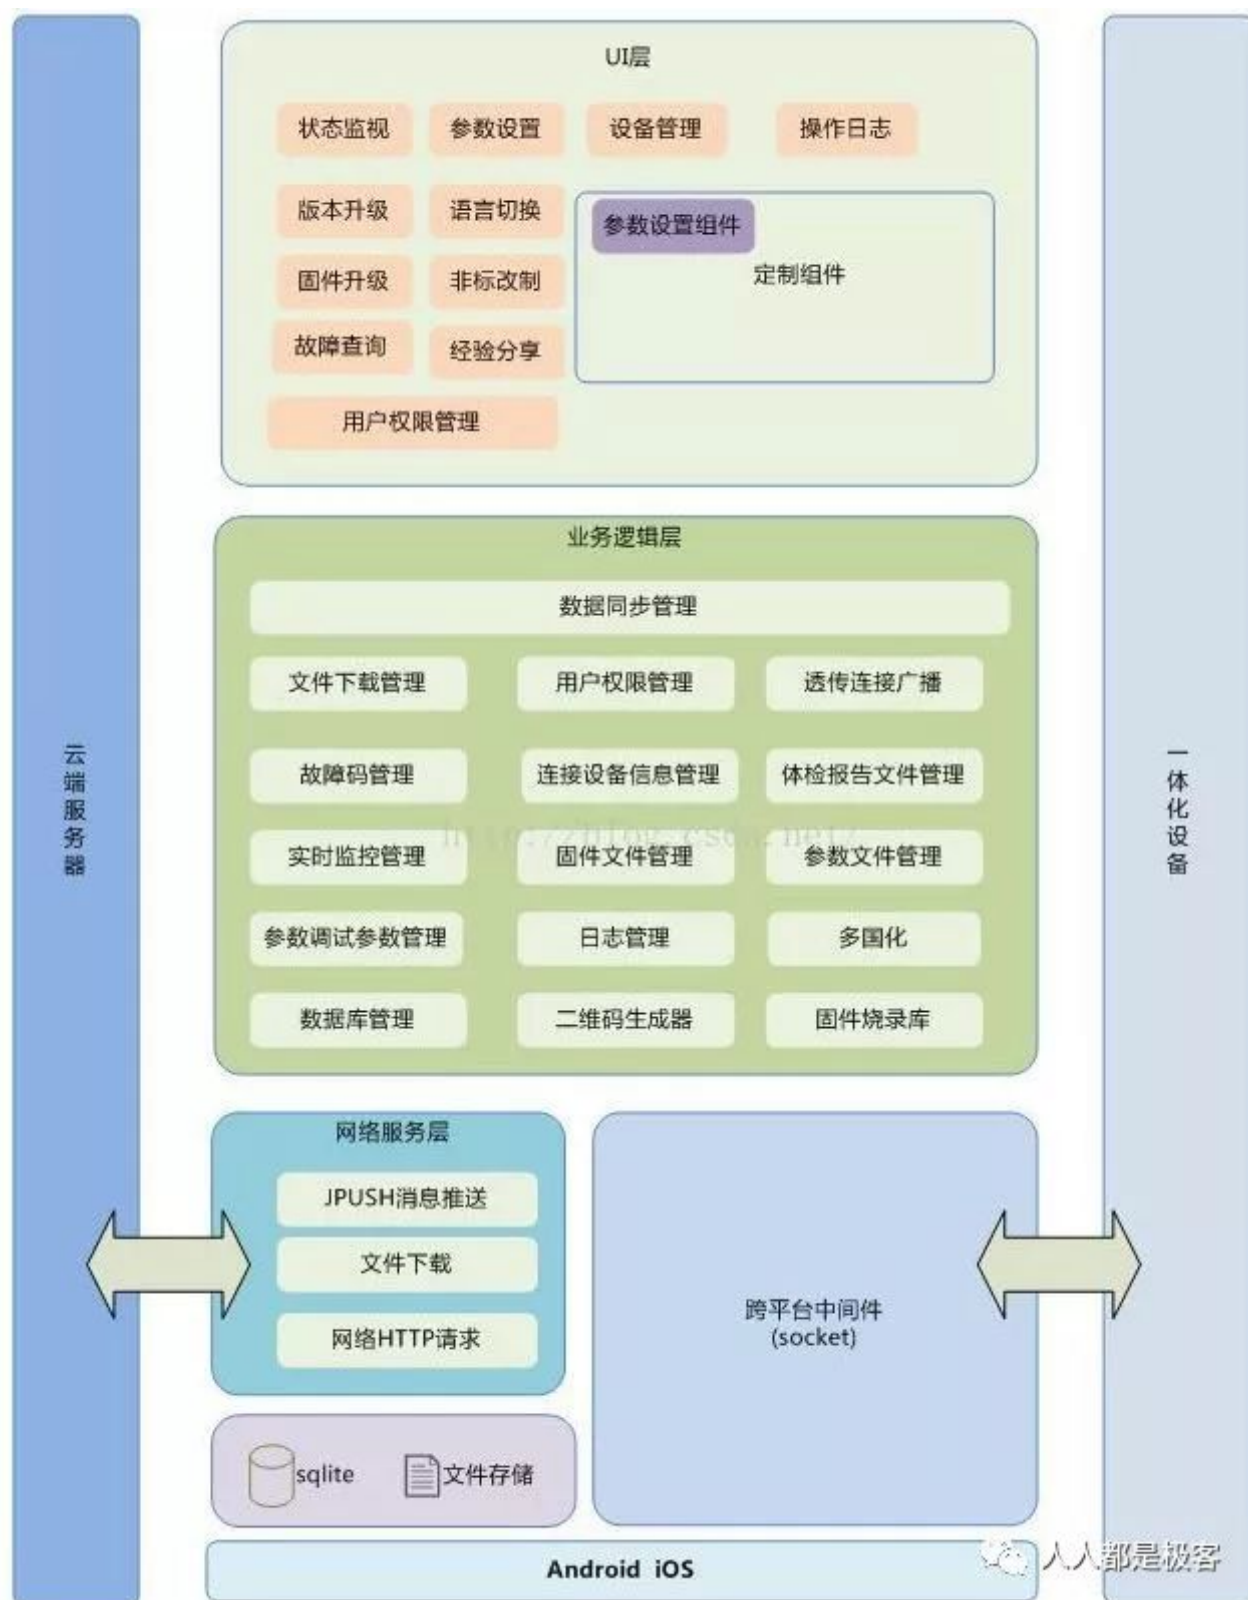 UI层
状态监视
参数设置
设备管理
操作日志
版本升级
语言切换
参数设置组件
定制组件
固件升级
非标改制
故障查询
经验分享
用户权限管理
业务逻辑层
数据同步管理
文件下载管理
用户权限管理
透传连接广播
故障码管理
连接设备信息管理
体检报告文件管理
实时监控管理
固件文件管理
参数文件管理
参数调试参数管理
日志管理
多国化
数据库管理
二维码生成器
固件烧录库
云端服务器
一体化设备
网络服务层
JPUSH消息推送
文件下载
网络HTTP请求
跨平台中间件
(socket)
sqlite
文件存储
Android iOS
人人都是极客